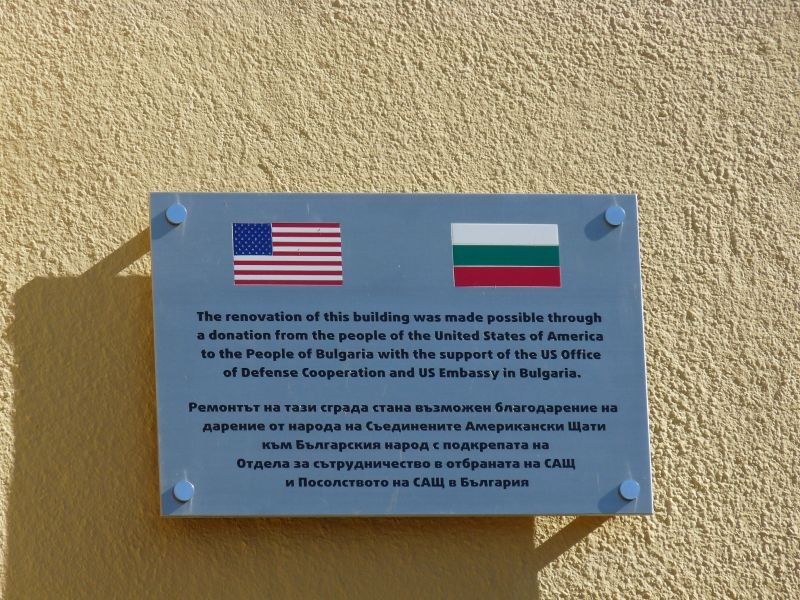 The renovation of this building was made possible through
a donation from the people of the United States of America
to the People of Bulgaria with the support of the US Office
of Defense Cooperation and US Embassy in Bulgaria.
Ремонтът на тази сграда стана възможен благодарение на
дарение от народа на Съединените Американски Щати
към Българския народ с подкрепата на
Отдела за сътрудничество в отбраната на САЩ
и Посолството на САЩ в България